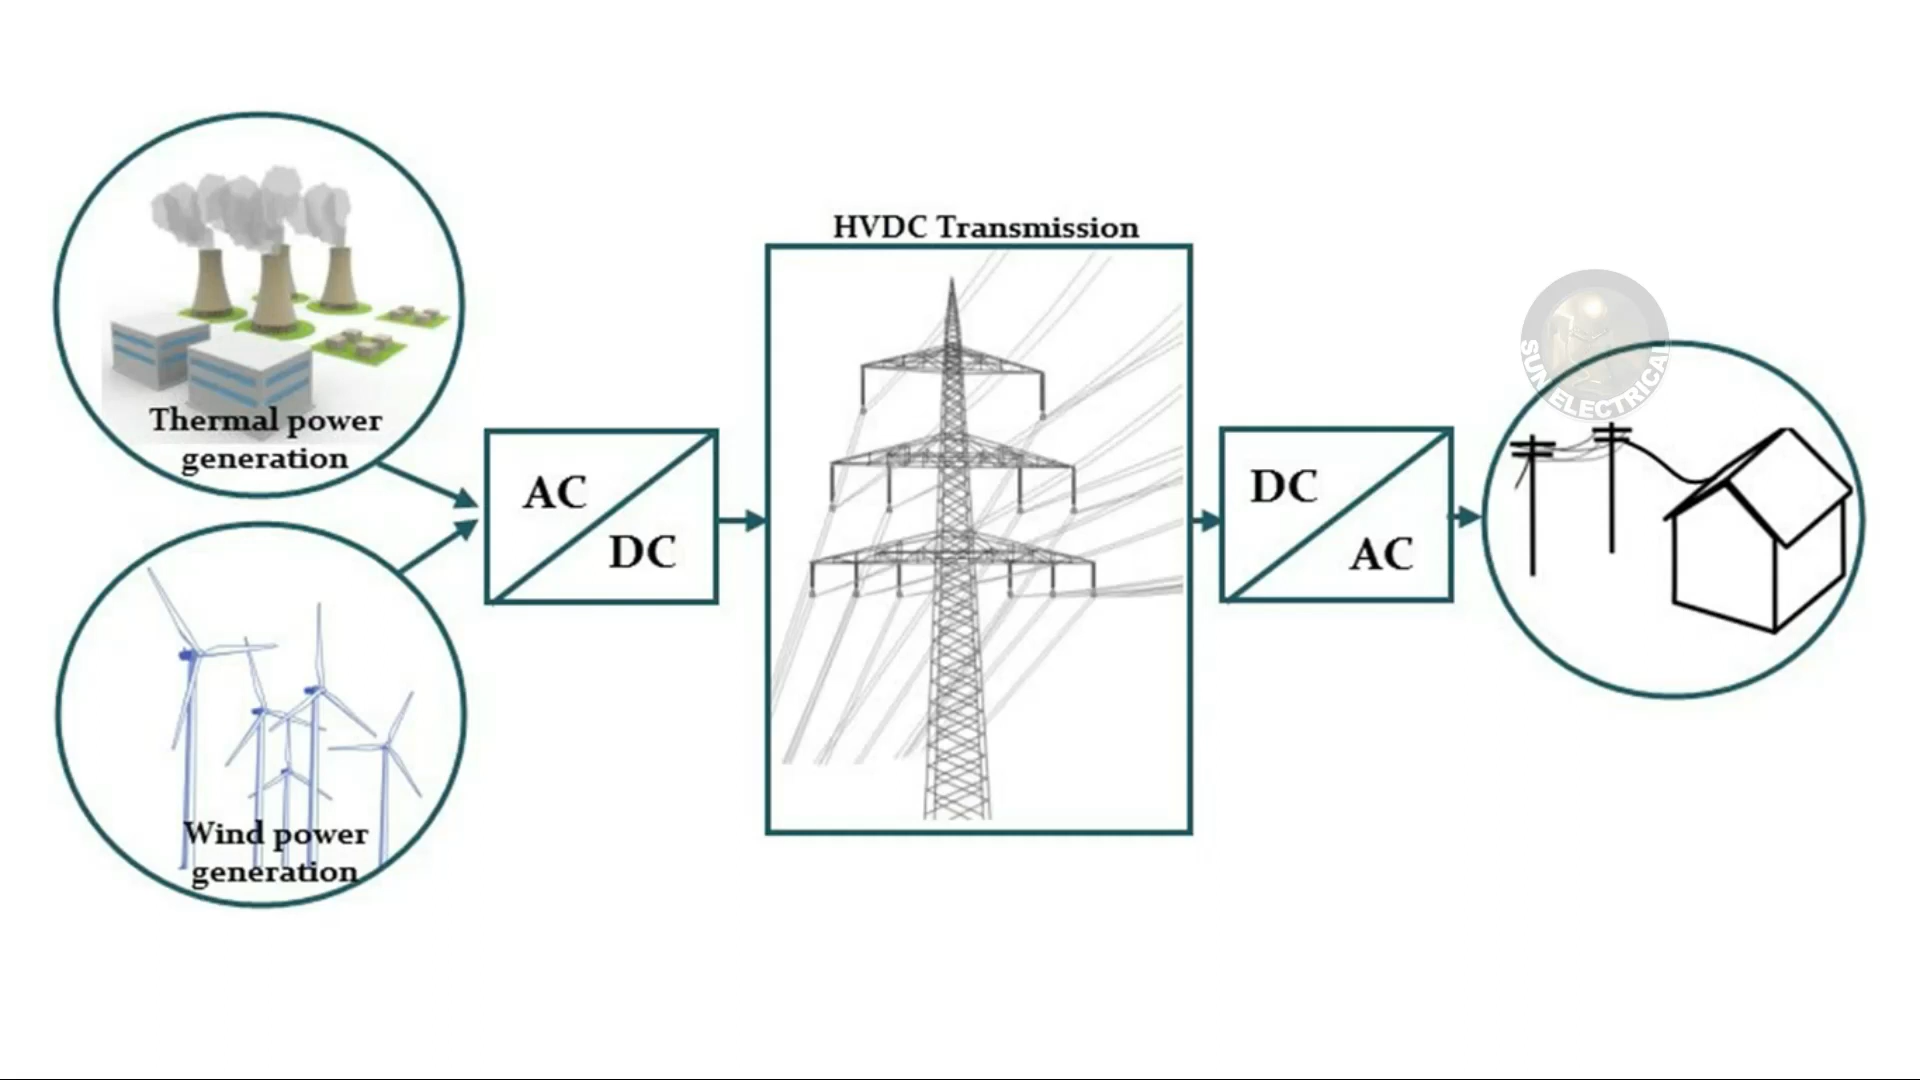 HVDC Transmission
SUN ELECTRICAL
Thermal power
generation
AC
DC
DC
AC
Wind power
generation